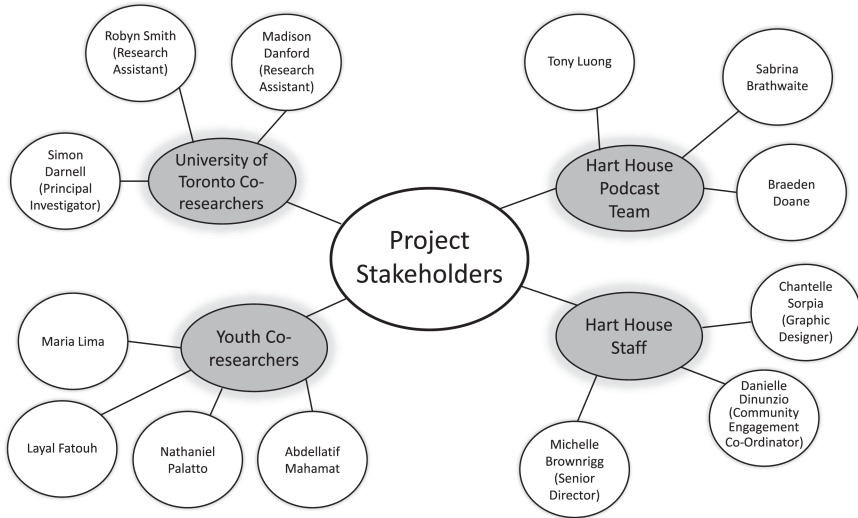 Robyn Smith
(Research
Assistant)
Madison
Danford
(Research
Assistant)
Simon
Darnell
(Principal
Investigator)
University of
Toronto Co-
researchers
Tony Luong
Sabrina
Brathwaite
Hart House
Podcast
Team
Braeden
Doane
Project
Stakeholders
Maria Lima
Youth Co-
researchers
Layal Fatouh
Nathaniel
Palatto
Abdellatif
Mahamat
Hart House
Staff
Chantelle
Sorpia
(Graphic
Designer)
Danielle
Dinunzio
(Community
Engagement
Co-Ordinator)
Michelle
Brownrigg
(Senior
Director)